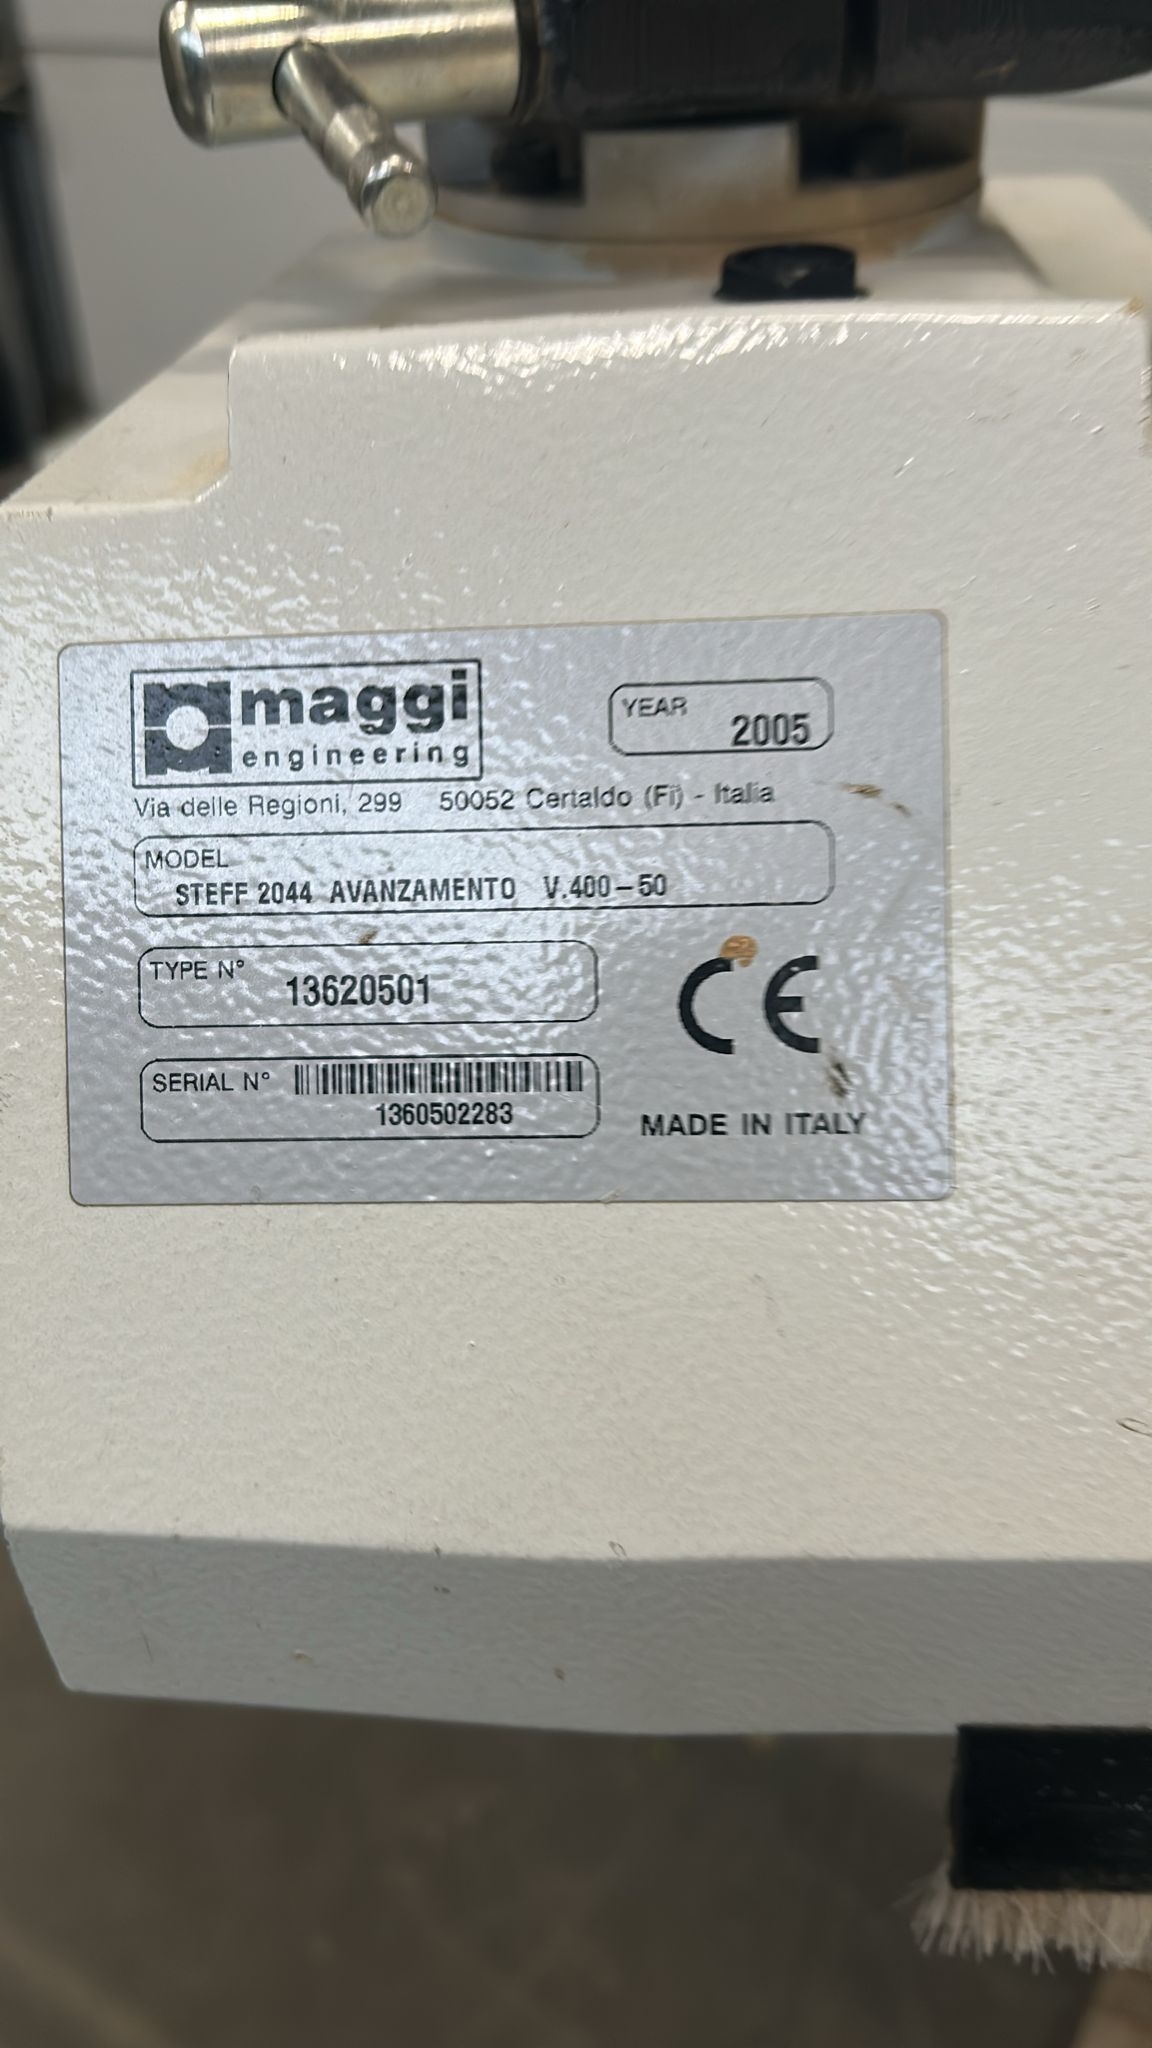 maggi
engineering
YEAR 2005
Via delle Regioni, 299 50052 Certaldo (Fi) - Italia
MODEL
STEFF 2044 AVANZAMENTO V.400-50
TYPE N° 13620501
CE
SERIAL N°
1360502283
MADE IN ITALY